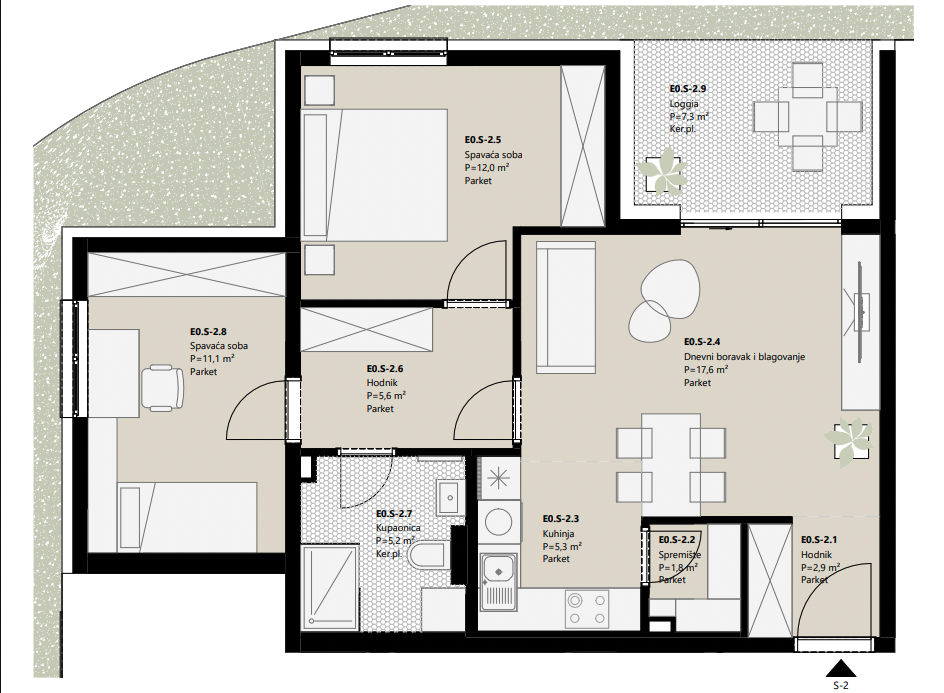 E0.S-2.9
Loggia
P=7,3 m²
Ker.pl.
E0.S-2.5
Spavaća soba
P=12,0 m²
Parket
E0.S-2.8
Spavaća soba
P=11,1 m²
Parket
E0.S-2.6
Hodnik
P=5,6 m²
Parket
E0.S-2.4
Dnevni boravak i blagovanje
P=17,6 m²
Parket
E0.S-2.7
Kupaonica
P=5,2 m²
Ker.pl.
E0.S-2.3
Kuhinja
P=5,3 m²
Parket
E0.S-2.2
Spremište
P=1,8 m²
Parket
E0.S-2.1
Hodnik
P=2,9 m²
Parket
S-2